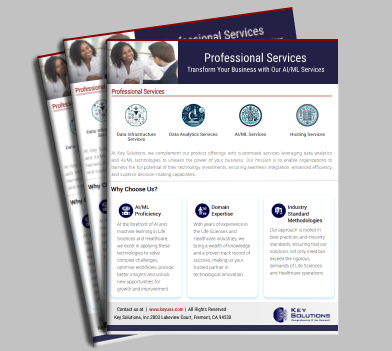 Professional Services
Transform Your Business with Our AI/ML Services
Professional Services
Data Infrastructure
Services
Data Analytics Services
AI/ML Services
Hosting Services
At Key Solutions, we complement our product offerings with customized services leveraging data analytics
and AI/ML technologies to unleash the power of your business. Our mission is to enable organizations to
harness the full potential of their technology investments, ensuring seamless integration, enhanced efficiency
and superior decision-making capabilities.
Why Choose Us?
AI/ML
Proficiency
At the forefront of AI and
machine learning in Life
Sciences and Healthcare,
we excel in applying these
technologies to solve
complex challenges,
optimise workflows, provide
better insights and unlock
new opportunities for
growth and improvement.
Domain
Expertise
With years of experience in
the Life Sciences and
Healthcare industries, we
bring a wealth of knowledge
and a proven track record of
success, making us your
trusted partner in
technological innovation
Industry
Standard
Methodologies
Our approach is rooted in
best practices and industry
standards, ensuring that our
solutions not only meet but
exceed the rigorous
demands of Life Sciences
and Healthcare operations.
Contact us at | www.keyusa.com | All Rights Reserved
Key Solutions, Inc 2803 Lakeview Court, Fremont, CA 94538
KEY
SOLUTIONS